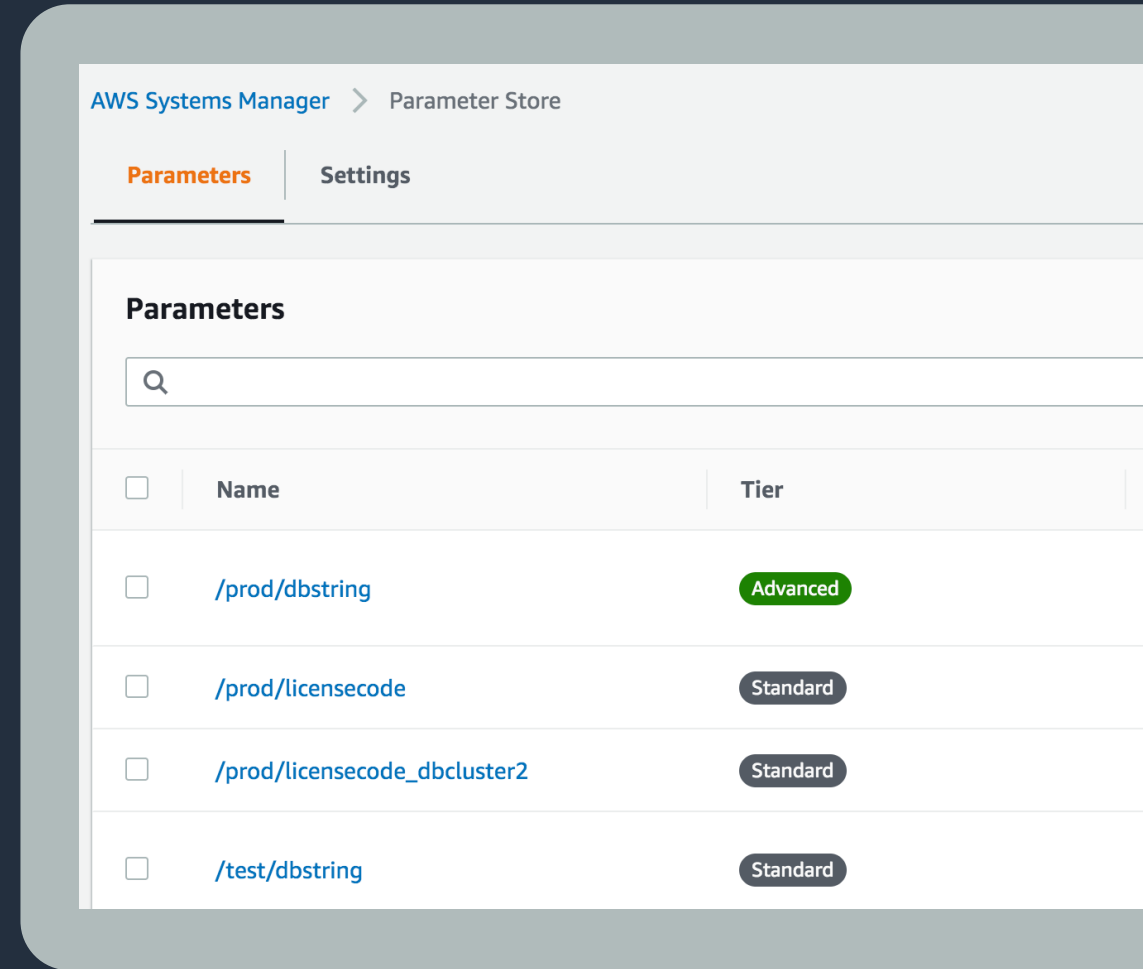 AWS Systems Manager > Parameter Store
Parameters Settings
Parameters
Name Tier
/prod/dbstring Advanced
/prod/licensecode Standard
/prod/licensecode_dbcluster2 Standard
/test/dbstring Standard